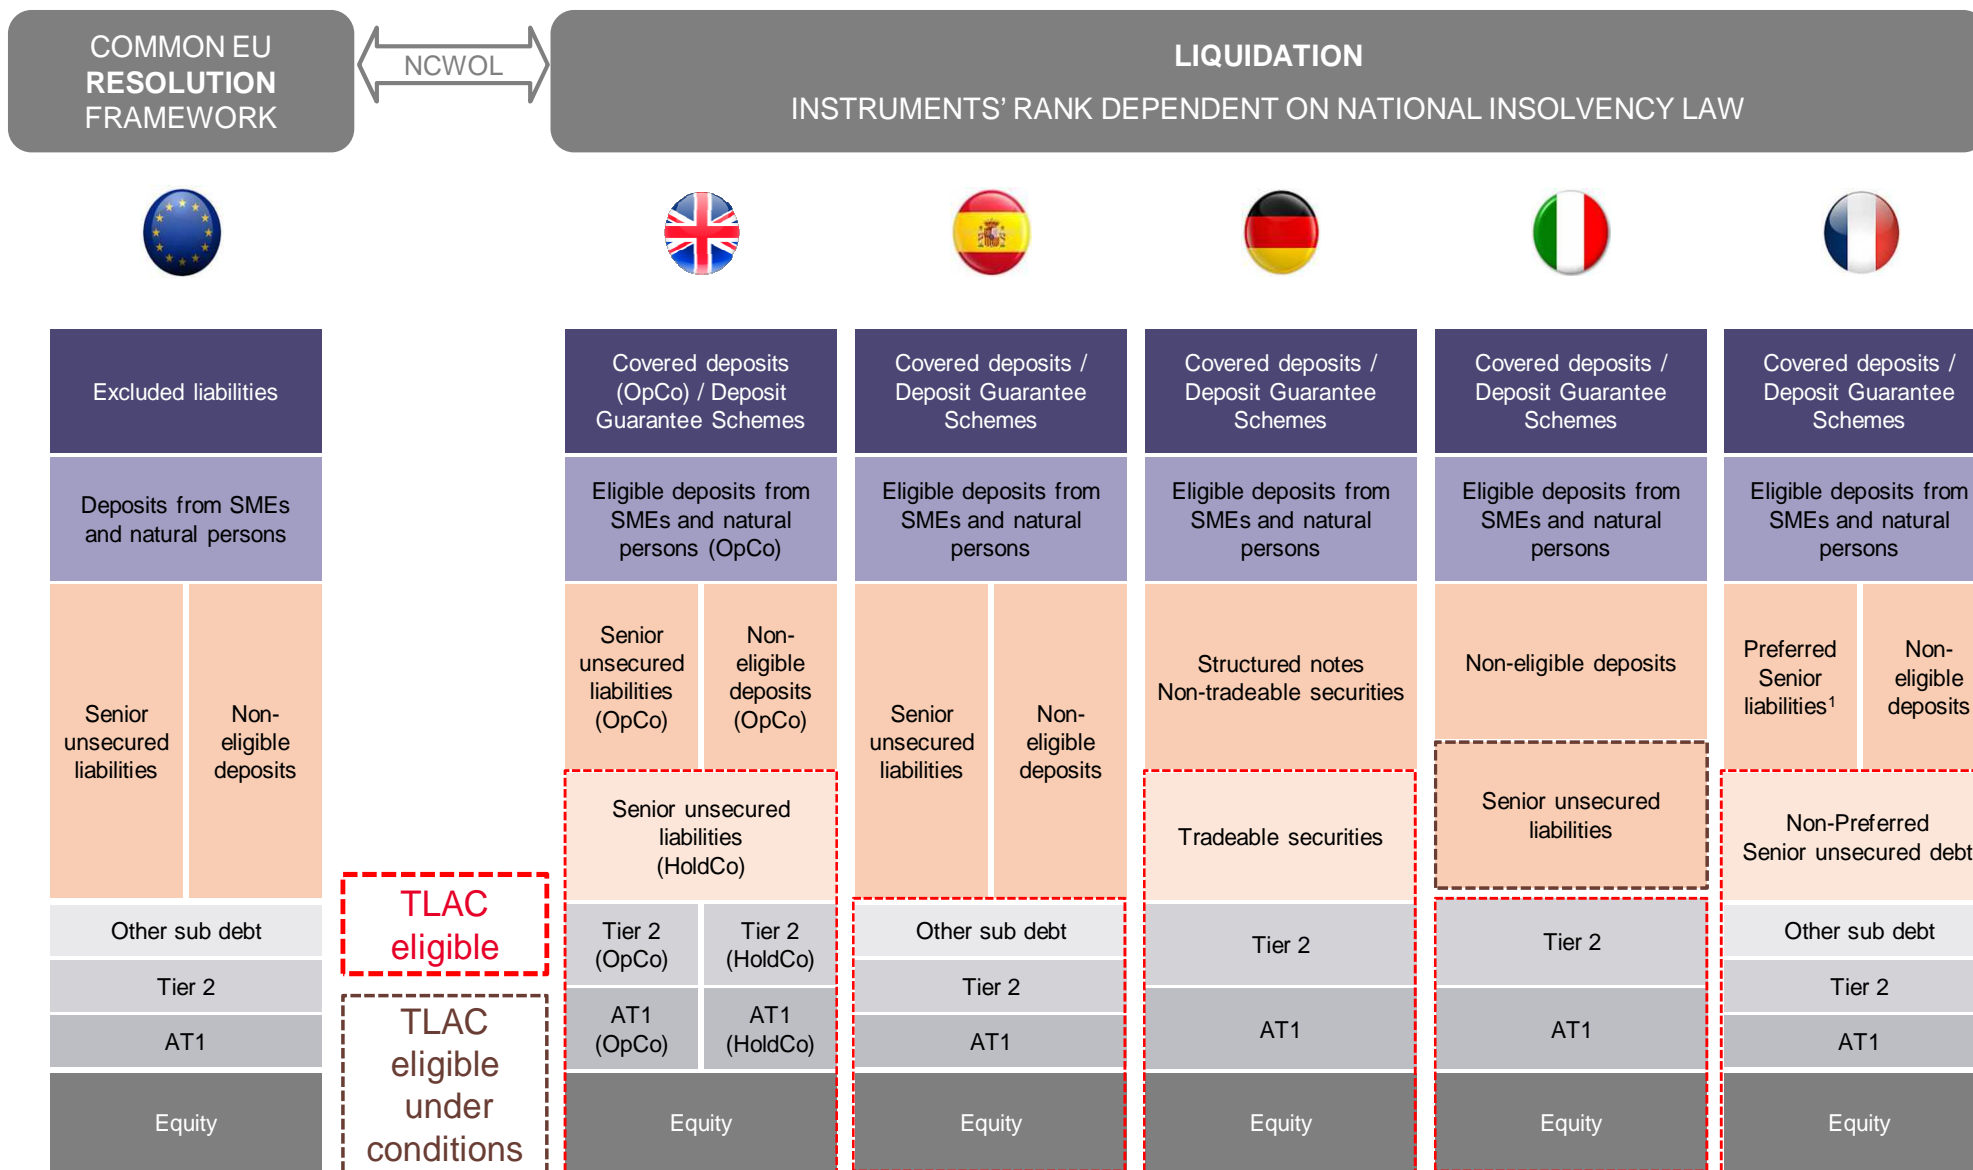 COMMON EU
RESOLUTION
FRAMEWORK
NCWOL
LIQUIDATION
INSTRUMENTS' RANK DEPENDENT ON NATIONAL INSOLVENCY LAW
Excluded liabilities
Deposits from SMEs
and natural persons
Senior
unsecured
liabilities
Non-
eligible
deposits
Other sub debt
Tier 2
AT1
Equity
TLAC
eligible
TLAC
eligible
under
conditions
Covered deposits
(OpCo) / Deposit
Guarantee Schemes
Eligible deposits from
SMEs and natural
persons (OpCo)
Senior
unsecured
liabilities
(OpCo)
Non-
eligible
deposits
(OpCo)
Senior unsecured
liabilities
(HoldCo)
Tier 2
(OpCo)
Tier 2
(HoldCo)
AT1
(OpCo)
AT1
(HoldCo)
Equity
Covered deposits /
Deposit Guarantee
Schemes
Eligible deposits from
SMEs and natural
persons
Senior
unsecured
liabilities
Non-
eligible
deposits
Other sub debt
Tier 2
AT1
Equity
Covered deposits /
Deposit Guarantee
Schemes
Eligible deposits from
SMEs and natural
persons
Structured notes
Non-tradeable securities
Tradeable securities
Tier 2
AT1
Equity
Covered deposits /
Deposit Guarantee
Schemes
Eligible deposits from
SMEs and natural
persons
Non-eligible deposits
Senior unsecured
liabilities
Tier 2
AT1
Equity
Covered deposits /
Deposit Guarantee
Schemes
Eligible deposits from
SMEs and natural
persons
Preferred
Senior
liabilities¹
Non-
eligible
deposits
Non-Preferred
Senior unsecured debt
Other sub debt
Tier 2
AT1
Equity